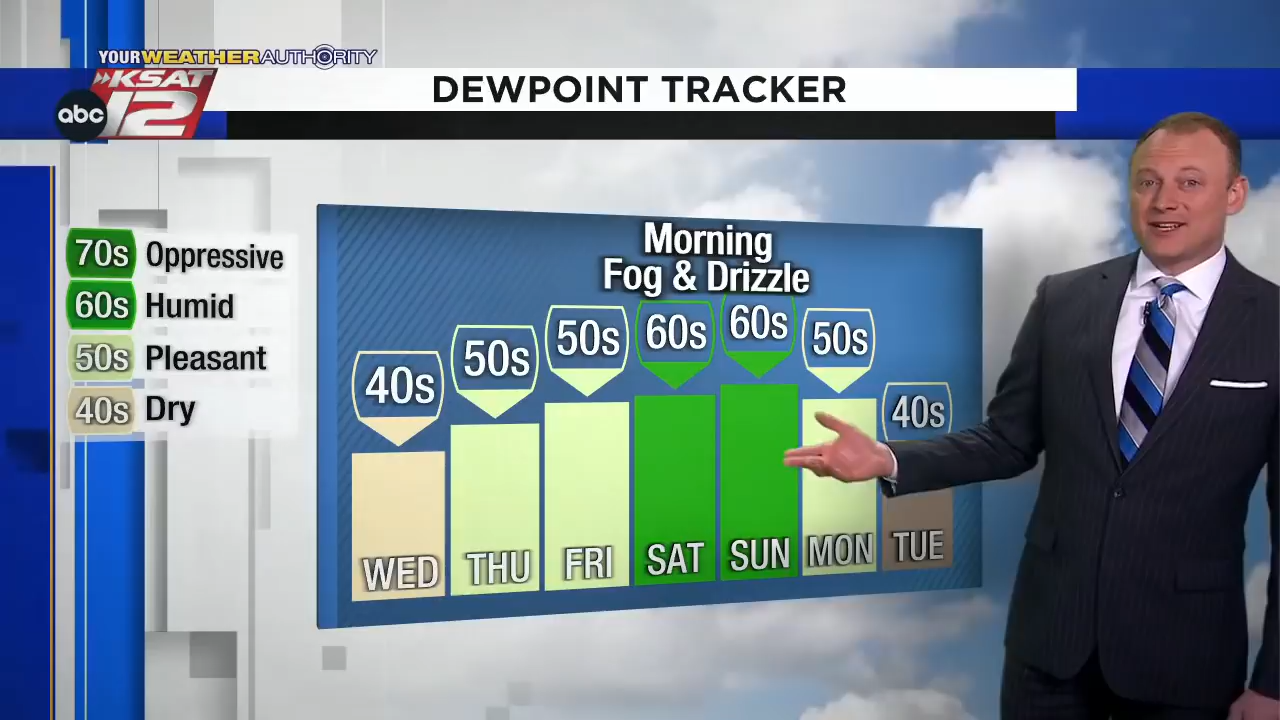 YOUR WEATHER AUTHORITY
KSAT
abc
12
DEWPOINT TRACKER
70s Oppressive
60s Humid
50s Pleasant
40s Dry
Morning
Fog & Drizzle
40s 50s 50s 60s 60s 50s 40s
WED THU FRI SAT SUN MON TUE